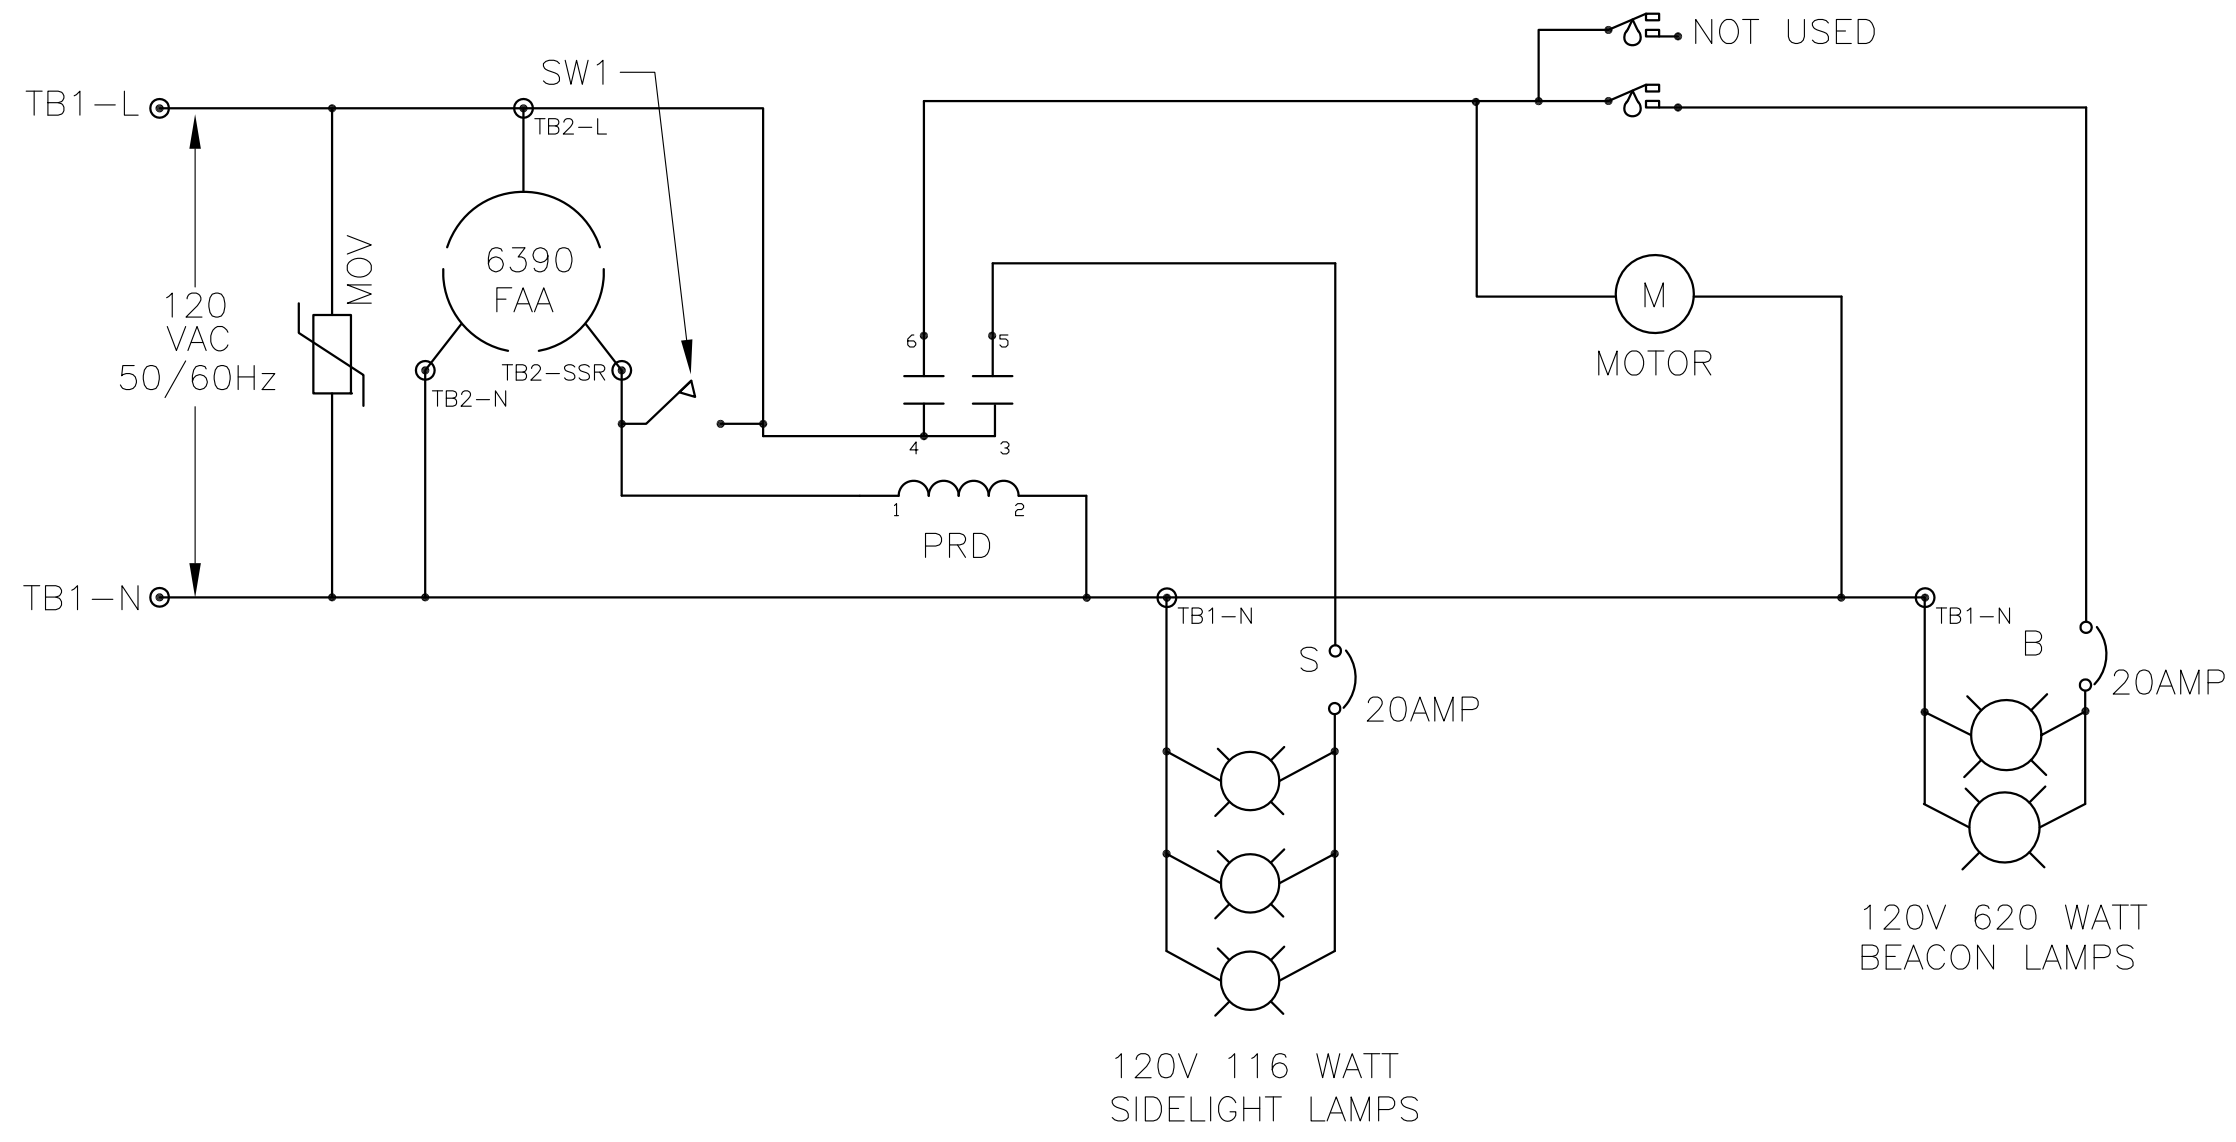 NOT USED
SW1
TB1-L
TB2-L
MOV
6390
FAA
120
VAC
50/60Hz
M
MOTOR
6
5
TB2-SSR
TB2-N
4
3
1
2
PRD
TB1-N
TB1-N
TB1-N
S
20AMP
B
20AMP
120V 620 WATT
BEACON LAMPS
120V 116 WATT
SIDELIGHT LAMPS